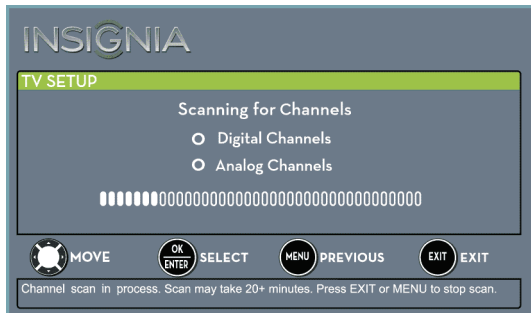 INSIGNIA
TV SETUP
Scanning for Channels
Digital Channels
Analog Channels
MOVE
OK
ENTER
SELECT
MENU
PREVIOUS
EXIT
EXIT
Channel scan in process. Scan may take 20+ minutes. Press EXIT or MENU to stop scan.